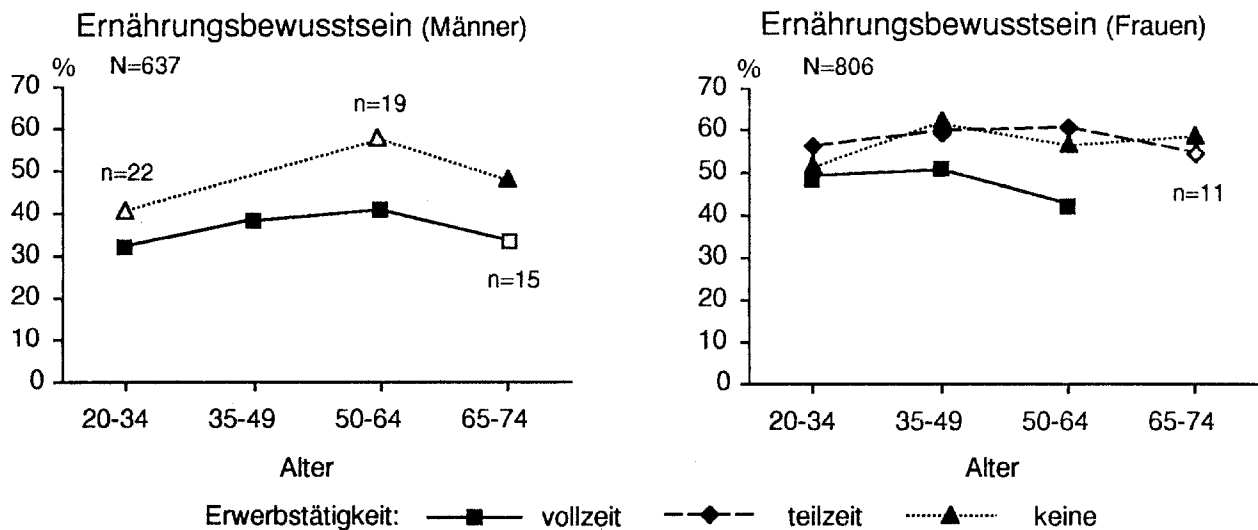 Ernährungsbewusstsein (Männer)
% N=637
70
60
50
40
30
20
10
0
n=22
n=19
n=15
20-34 35-49 50-64 65-74
Alter
Ernährungsbewusstsein (Frauen)
% N=806
70
60
50
40
30
20
10
0
n=11
20-34 35-49 50-64 65-74
Alter
Erwerbstätigkeit: vollzeit teilzeit keine